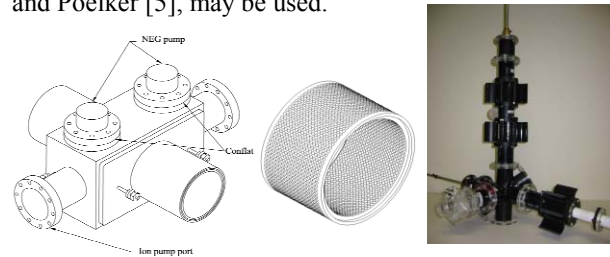 and Poelker [5], may be used.
NEG pump
Conflat
Ion pump port